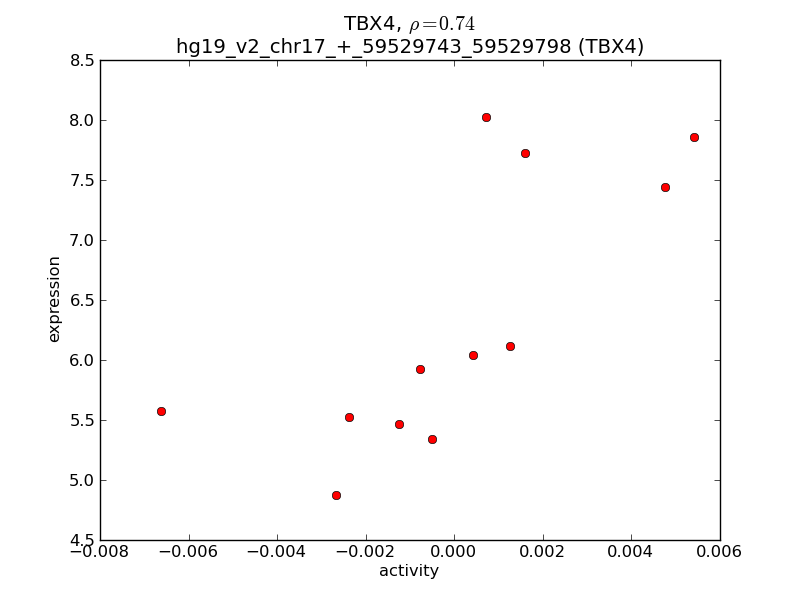 TBX4, ρ=0.74
hg19_v2_chr17_+_59529743_59529798 (TBX4)
8.5
8.0
7.5
7.0
6.5
6.0
5.5
5.0
4.5
expression
−0.008 −0.006 −0.004 −0.002 0.000 0.002 0.004 0.006
activity